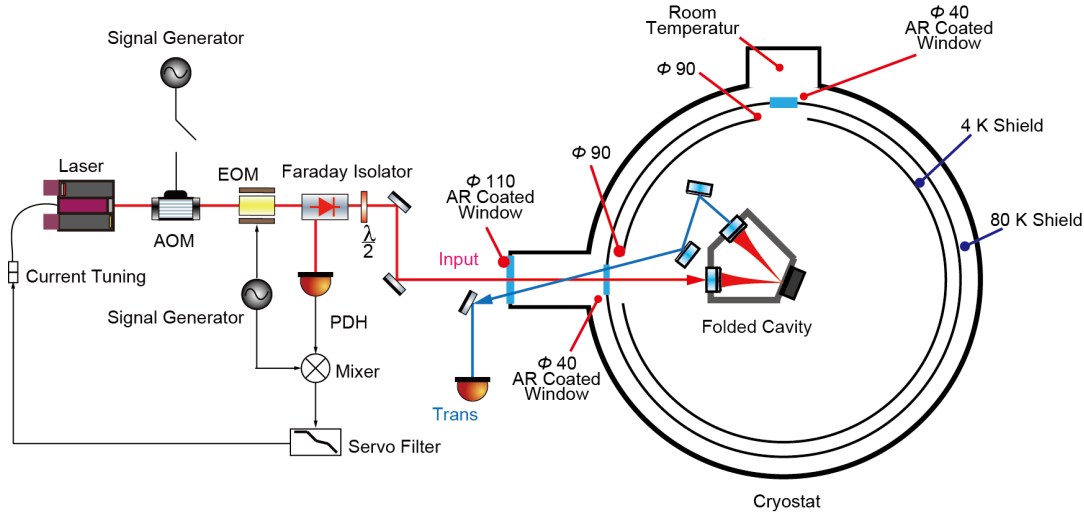 Signal Generator
Room
Temperatur
Φ 40
AR Coated
Window
Φ 90
4 K Shield
Laser
EOM
Faraday Isolator
Φ 110
AR Coated
Window
Φ 90
80 K Shield
AOM
λ
2
Input
Current Tuning
Signal Generator
PDH
Folded Cavity
Mixer
Φ 40
AR Coated
Window
Trans
Servo Filter
Cryostat